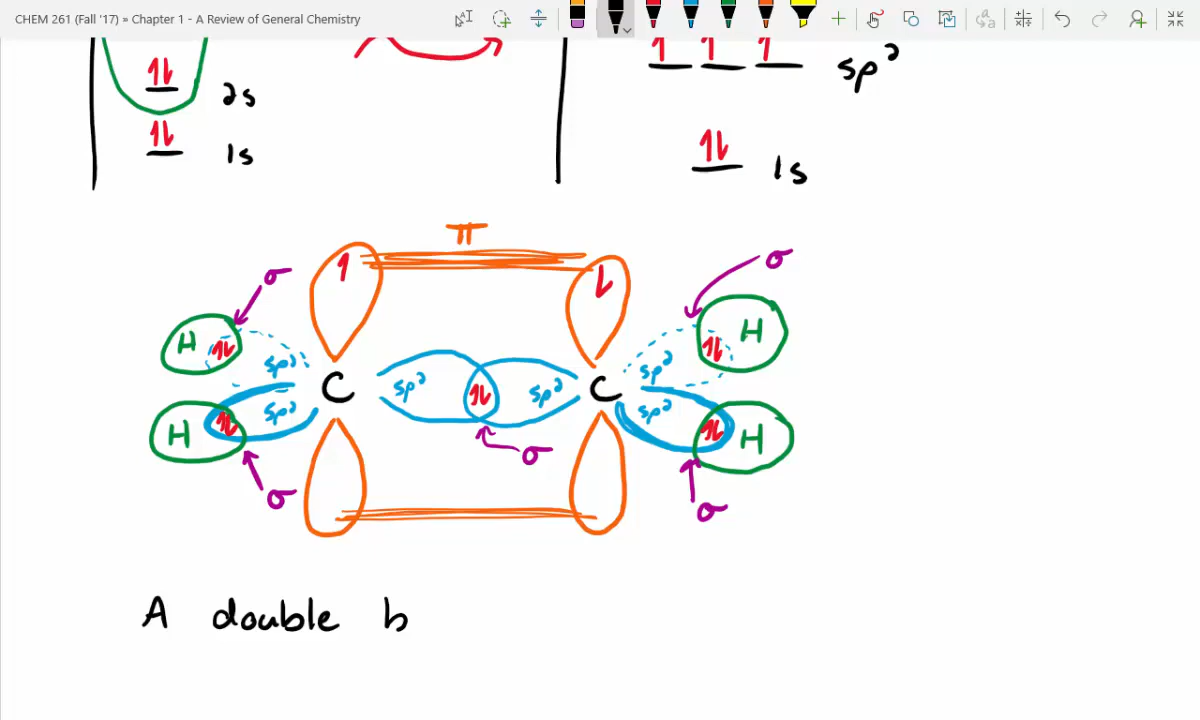 CHEM 261 (Fall '17) » Chapter 1 - A Review of General Chemistry
2s
sp²
1s
1s
π
σ
σ
H
H
sp²
sp²
C
sp²
sp²
C
sp²
sp²
H
H
σ
σ
σ
A double b